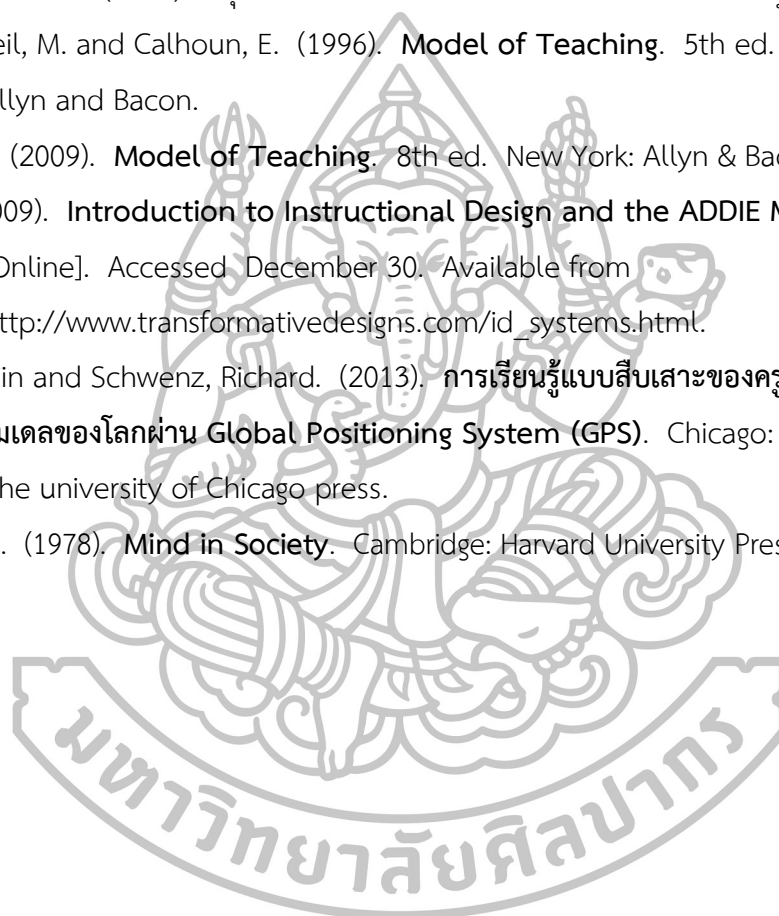 eil, M. and Calhoun, E. (1996). Model of Teaching. 5th ed.
llyn and Bacon.
(2009). Model of Teaching. 8th ed. New York: Allyn & Bac
009). Introduction to Instructional Design and the ADDIE M
Online]. Accessed December 30. Available from
ttp://www.transformativedesigns.com/id_systems.html.
in and Schwenz, Richard. (2013). การเรียนรู้แบบสืบเสาะของครู
มเดลของโลกผ่าน Global Positioning System (GPS). Chicago:
he university of Chicago press.
. (1978). Mind in Society. Cambridge: Harvard University Pres
มหาวิทยาลัยศิลปากร